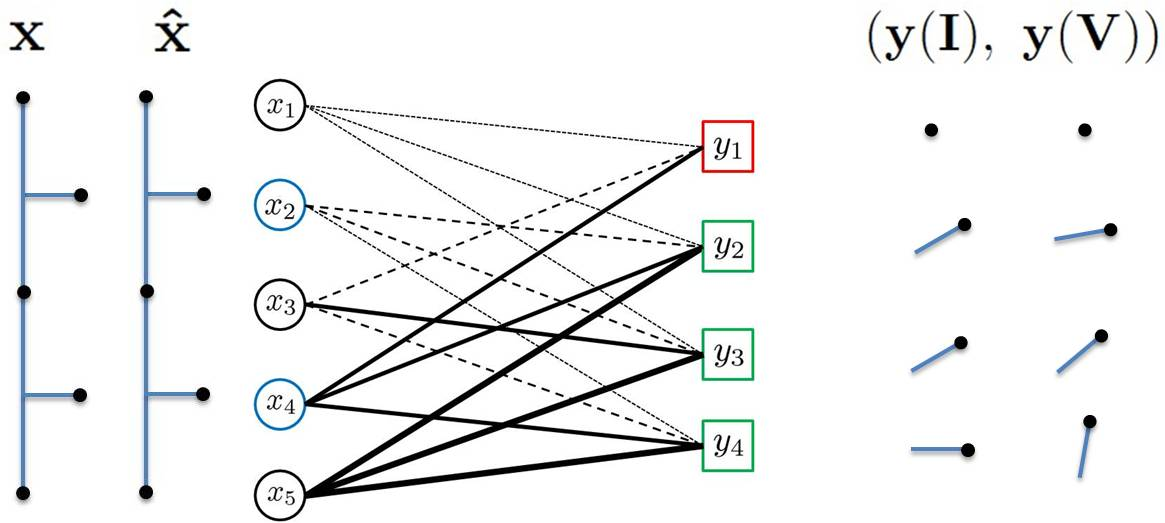 x x̂ (y(I), y(V))
x₁
y₁
x₂
y₂
x₃
y₃
x₄
y₄
x₅